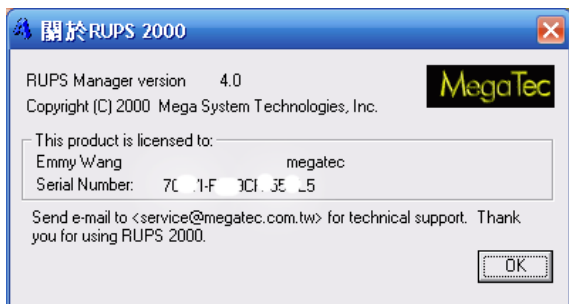 關於RUPS 2000
RUPS Manager version 4.0
MegaTec
Copyright (C) 2000 Mega System Technologies, Inc.
This product is licensed to:
Emmy Wang megatec
Serial Number:
Send e-mail to <service@megatec.com.tw> for technical support. Thank
you for using RUPS 2000.
OK